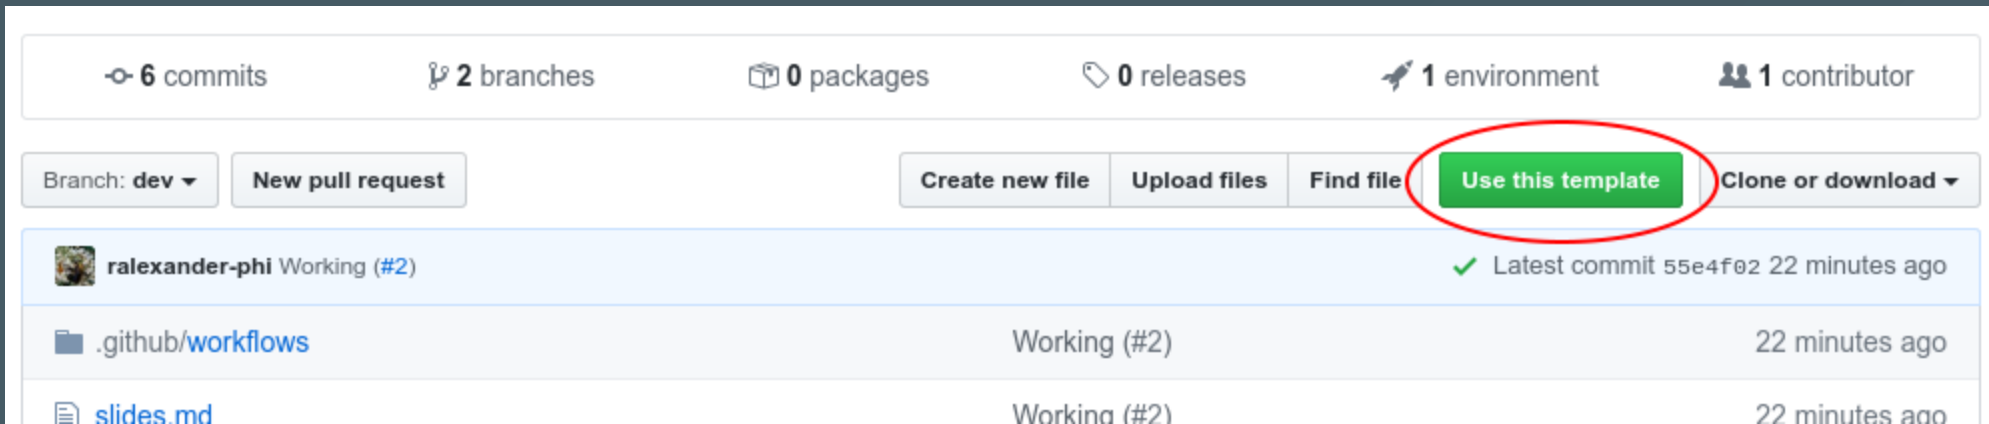 6 commits 2 branches 0 packages 0 releases 1 environment 1 contributor
Branch: dev New pull request Create new file Upload files Find file Use this template Clone or download
ralexander-phi Working (#2) Latest commit 55e4f02 22 minutes ago
.github/workflows Working (#2) 22 minutes ago
slides.md Working (#2) 22 minutes ago